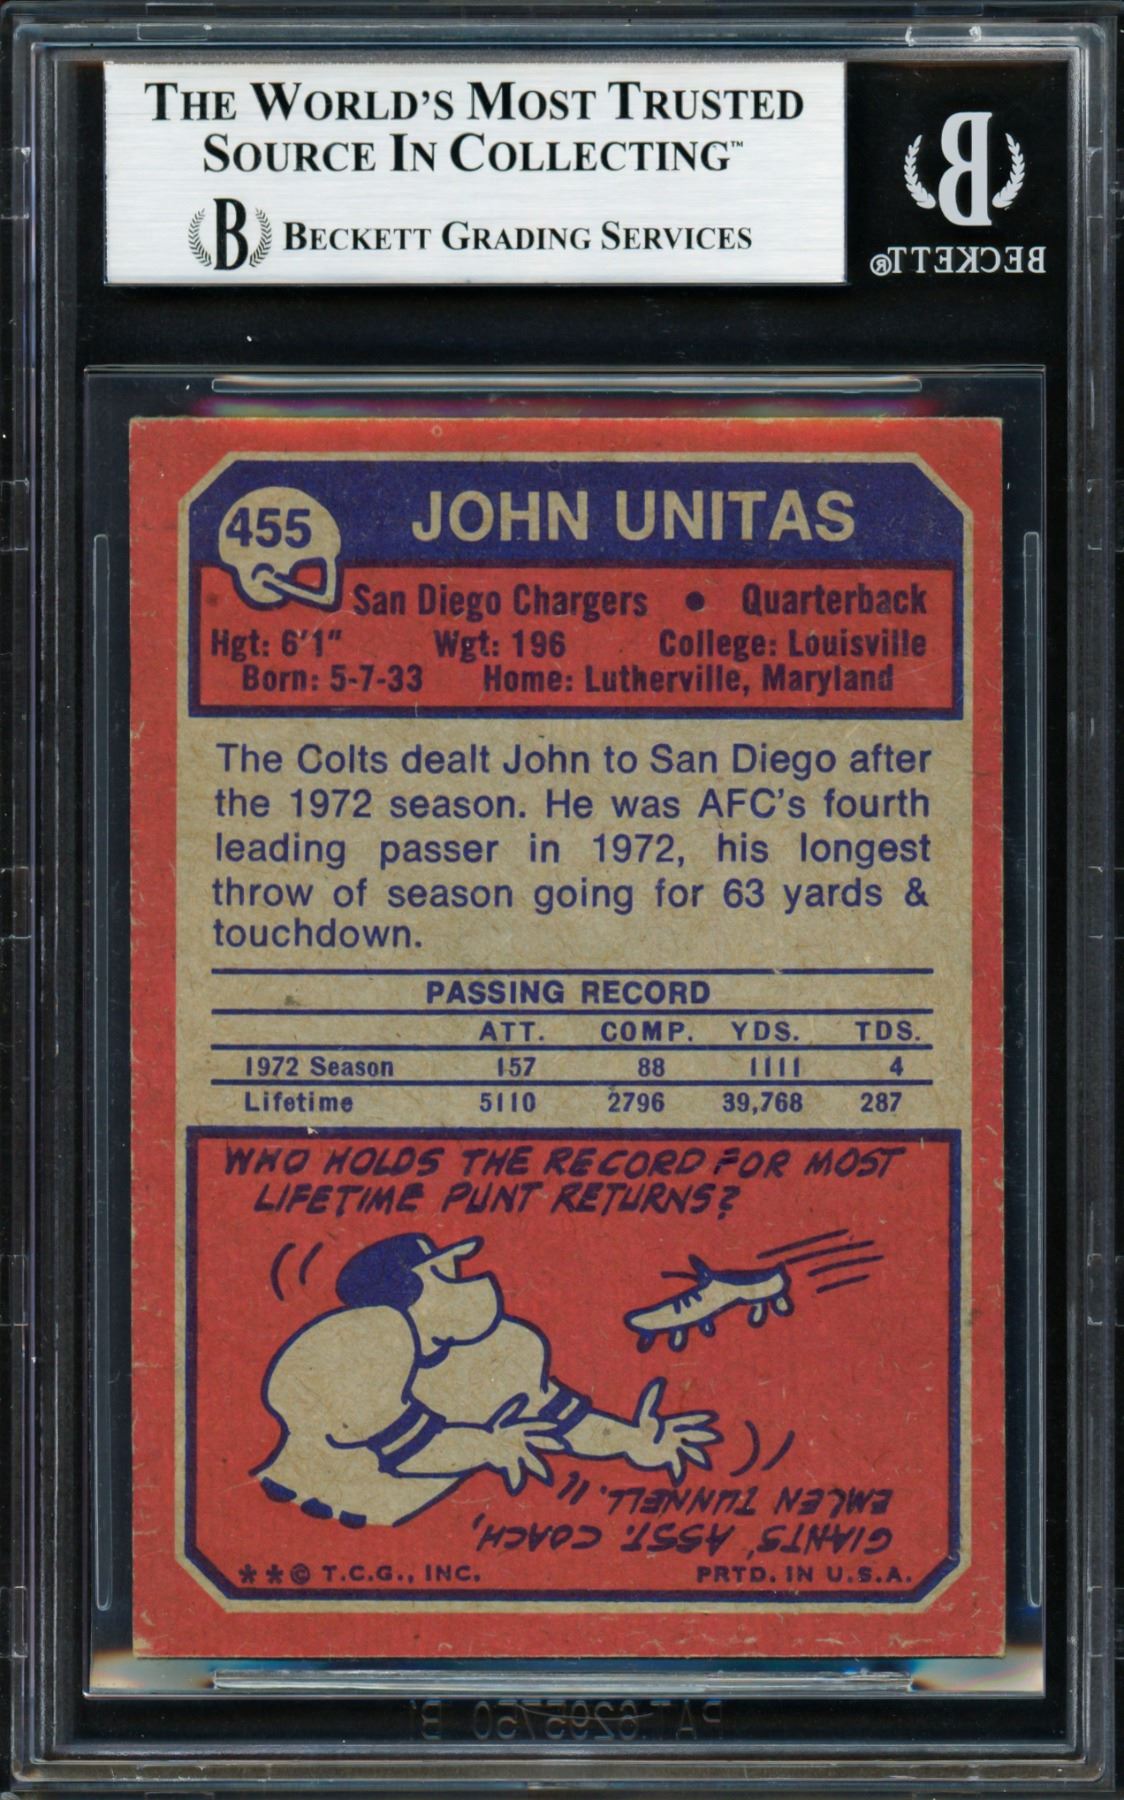 THE WORLD'S MOST TRUSTED
SOURCE IN COLLECTING™
B BECKETT GRADING SERVICES
B
BECKETT®
455
JOHN UNITAS
San Diego Chargers • Quarterback
Hgt: 6'1" Wgt: 196 College: Louisville
Born: 5-7-33 Home: Lutherville, Maryland
The Colts dealt John to San Diego after
the 1972 season. He was AFC's fourth
leading passer in 1972, his longest
throw of season going for 63 yards &
touchdown.
PASSING RECORD
ATT. COMP. YDS. TDS.
1972 Season 157 88 1111 4
Lifetime 5110 2796 39,768 287
WHO HOLDS THE RECORD FOR MOST
LIFETIME PUNT RETURNS?
GIANTS' ASST. COACH,
EMLEN TUNNELL.
**© T.C.G., INC. PRTD. IN U.S.A.
PAT 6295750 B1